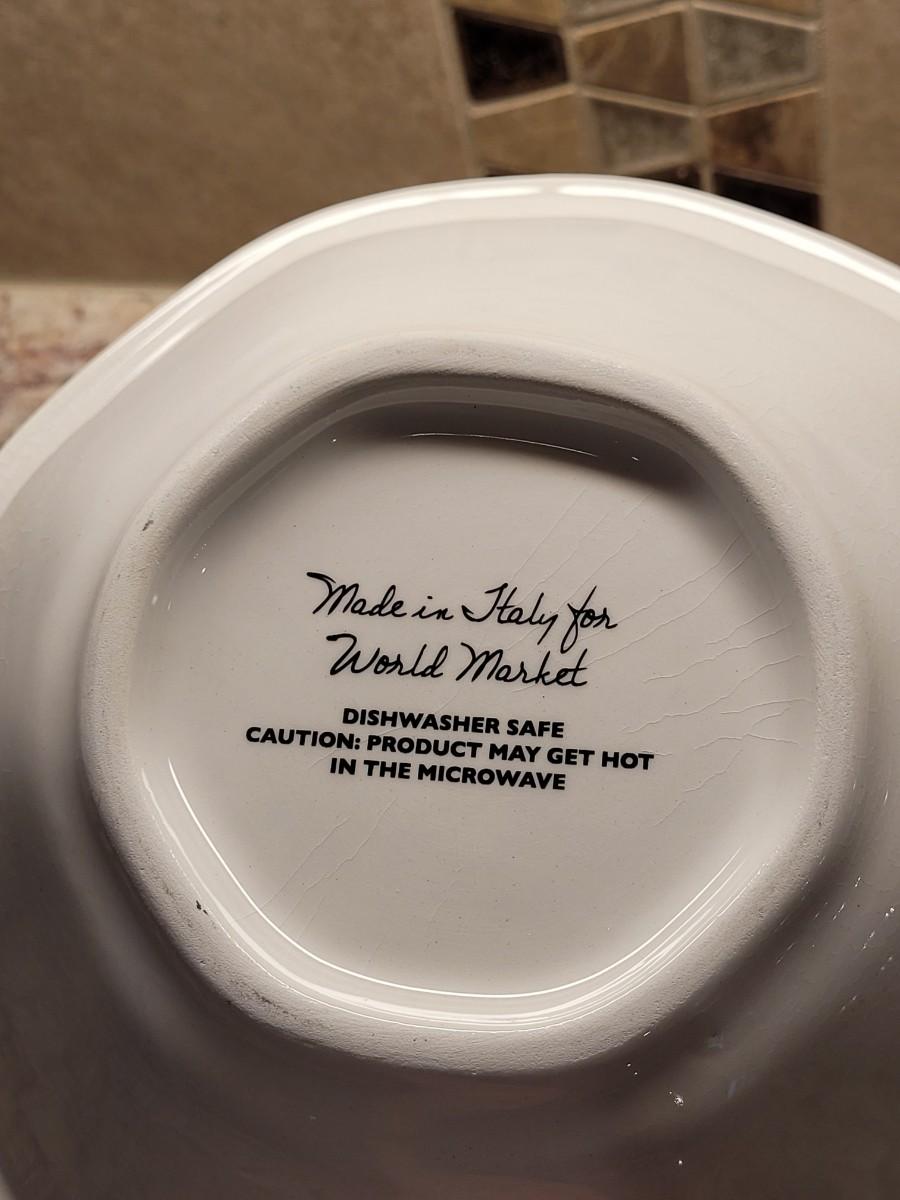 Made in Italy for
World Market
DISHWASHER SAFE
CAUTION: PRODUCT MAY GET HOT
IN THE MICROWAVE